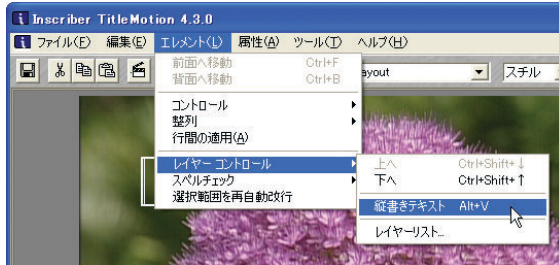 Inscriber TitleMotion 4.3.0
ファイル(F) 編集(E) エレメント(L) 属性(A) ツール(T) ヘルプ(H)
前面へ移動 Ctrl+F
背面へ移動 Ctrl+B
ayout スチル
コントロール
整列
行間の適用(A)
レイヤー コントロール
スペルチェック
選択範囲を再自動改行
上へ Ctrl+Shift+↓
下へ Ctrl+Shift+↑
縦書きテキスト Alt+V
レイヤーリスト...